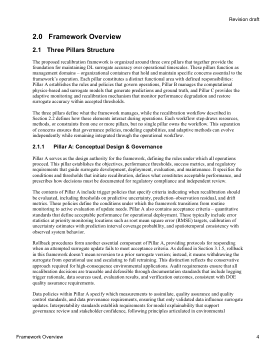 Revision draft
2.0 Framework Overview
2.1 Three Pillars Structure
The proposed recalibration framework is organized around three core pillars that together provide the
foundation for maintaining DL surrogate accuracy over operational timescales. These pillars function as
management domains – organizational containers that hold and maintain specific concerns essential to the
framework's operation. Each pillar constitutes a distinct functional area with defined responsibilities:
Pillar A establishes the rules and policies that govern operations, Pillar B manages the computational
physics-based and surrogate models that generate predictions and ground truth, and Pillar C provides the
adaptive monitoring and recalibration mechanism that monitor performance degradation and restore
surrogate accuracy within accepted thresholds.
The three pillars define what the framework manages, while the recalibration workflow described in
Section 2.2 defines how these elements interact during operations. Each workflow step draws resources,
methods, or constraints from one or more pillars, but no single pillar owns the workflow. This separation
of concerns ensures that governance policies, modeling capabilities, and adaptive methods can evolve
independently while remaining integrated through the operational workflow.
2.1.1 Pillar A: Conceptual Design & Governance
Pillar A serves as the design authority for the framework, defining the rules under which all operations
proceed. This pillar establishes the objectives, performance thresholds, success metrics, and regulatory
requirements that guide surrogate development, deployment, evaluation, and maintenance. It specifies the
conditions and thresholds that initiate recalibration, defines what constitutes acceptable performance, and
prescribes how decisions must be documented for regulatory compliance and independent review.
The contents of Pillar A include trigger policies that specify criteria indicating when recalibration should
be evaluated, including thresholds on predictive uncertainty, prediction-observation residual, and drift
metrics. These policies define the conditions under which the framework transitions from routine
monitoring to active evaluation of update needs. Pillar A also contains acceptance criteria – quantitative
standards that define acceptable performance for operational deployment. These typically include error
statistics at priority monitoring locations such as root mean square error (RMSE) targets, calibration of
uncertainty estimates with prediction interval coverage probability, and spatiotemporal consistency with
observed system behavior.
Rollback procedures form another essential component of Pillar A, providing protocols for responding
when an attempted surrogate update fails to meet acceptance criteria. As defined in Section 3.1.5, rollback
in this framework doesn't mean reversion to a prior surrogate version; instead, it means withdrawing the
surrogate from operational use and escalating to full retraining. This distinction reflects the conservative
approach required for high-consequence environmental applications. Audit requirements ensure that all
recalibration decisions are traceable and defensible through documentation standards that include logging
trigger rationale, data sources used, evaluation results, and verification outcomes, consistent with DOE
quality assurance requirements.
Data policies within Pillar A specify which measurements to assimilate, quality assurance and quality
control standards, and data provenance requirements, ensuring that only validated data influence surrogate
updates. Interpretability standards establish requirements for model explainability that support
governance review and stakeholder confidence, following principles articulated in environmental
Framework Overview 4